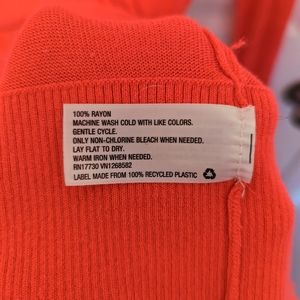 100% RAYON
MACHINE WASH COLD WITH LIKE COLORS.
GENTLE CYCLE.
ONLY NON-CHLORINE BLEACH WHEN NEEDED.
LAY FLAT TO DRY.
WARM IRON WHEN NEEDED.
RN17730 VN1268582
LABEL MADE FROM 100% RECYCLED PLASTIC